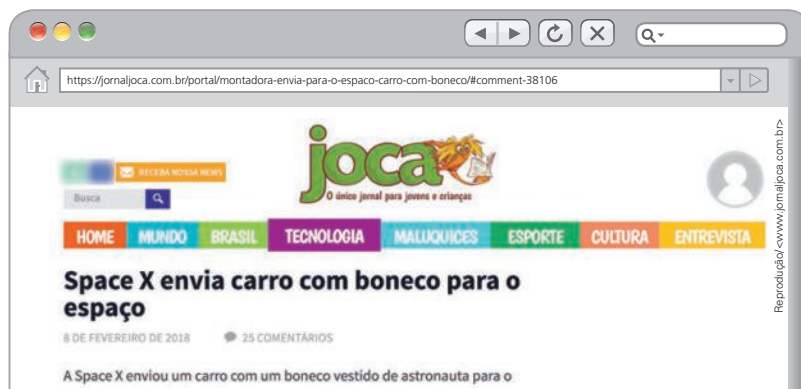 https://jornaljoca.com.br/portal/montadora-envia-para-o-espaco-carro-com-boneco/#comment-38106
RECEBA NOSSA NEWS
Busca
joca
O único jornal para jovens e crianças
HOME MUNDO BRASIL TECNOLOGIA MALUQUICES ESPORTE CULTURA ENTREVISTA
Space X envia carro com boneco para o
espaço
8 DE FEVEREIRO DE 2018 25 COMENTÁRIOS
A Space X enviou um carro com um boneco vestido de astronauta para o
Reprodução/<www.jornaljoca.com.br>